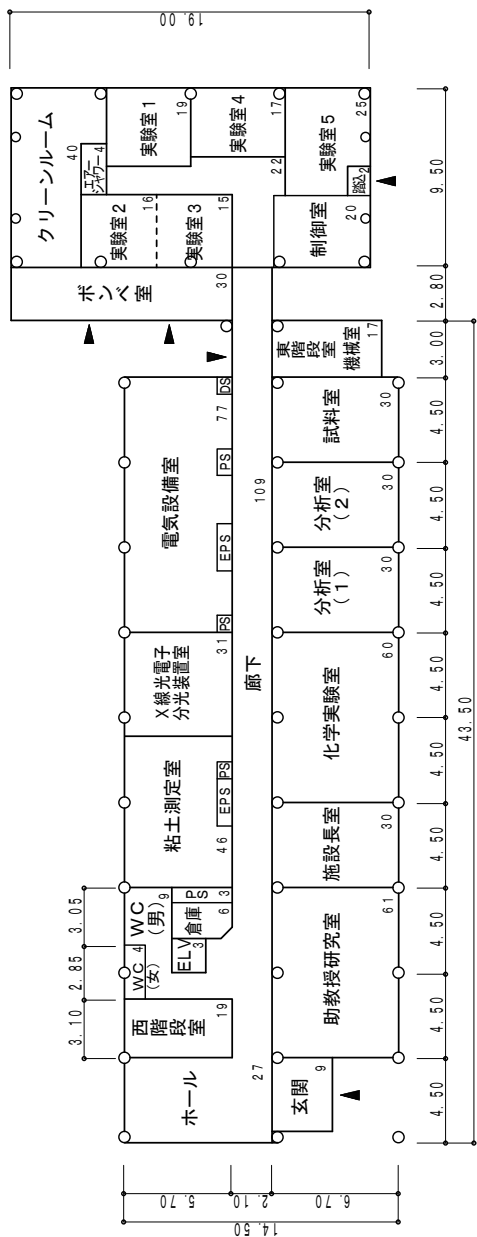 19.00
クリーンルーム
40
エアー
シャワー 4
実験室1
19
実験室4
17
実験室5
25
実験室2
16
実験室3
15
22
踏込 2
制御室
20
9.50
ボンベ室
30
2.80
東階段室
機械室
17
3.00
電気設備室
77
DS
PS
EPS
PS
X線光電子
分光装置室
31
粘土測定室
46
EPS
PS
WC
(男)
9
WC
(女)
4
PS
3
倉庫
6
ELV
3
西階段室
19
ホール
27
廊下
109
試料室
30
分析室
(2)
30
分析室
(1)
30
化学実験室
60
施設長室
30
助教授研究室
61
玄関
9
3.10
2.85
3.05
4.50
4.50
4.50
4.50
4.50
4.50
4.50
4.50
4.50
43.50
5.70
2.10
6.70
14.50